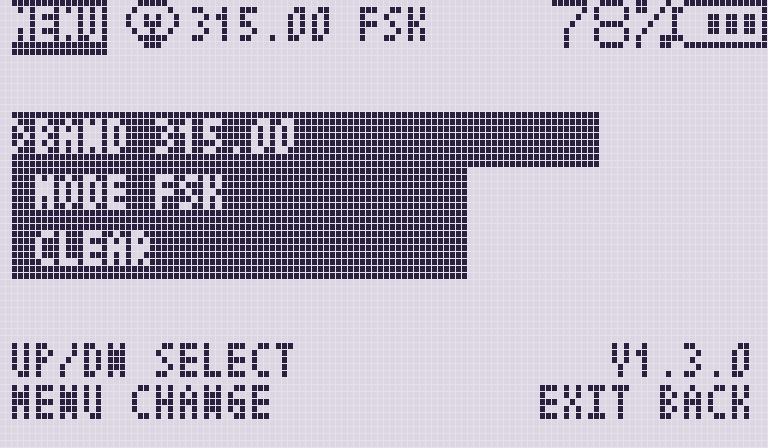 315.00 FSK 78%
BAND 315.00
MODE FSK
CLEAR
UP/DN SELECT V1.3.0
MENU CHANGE EXIT BACK